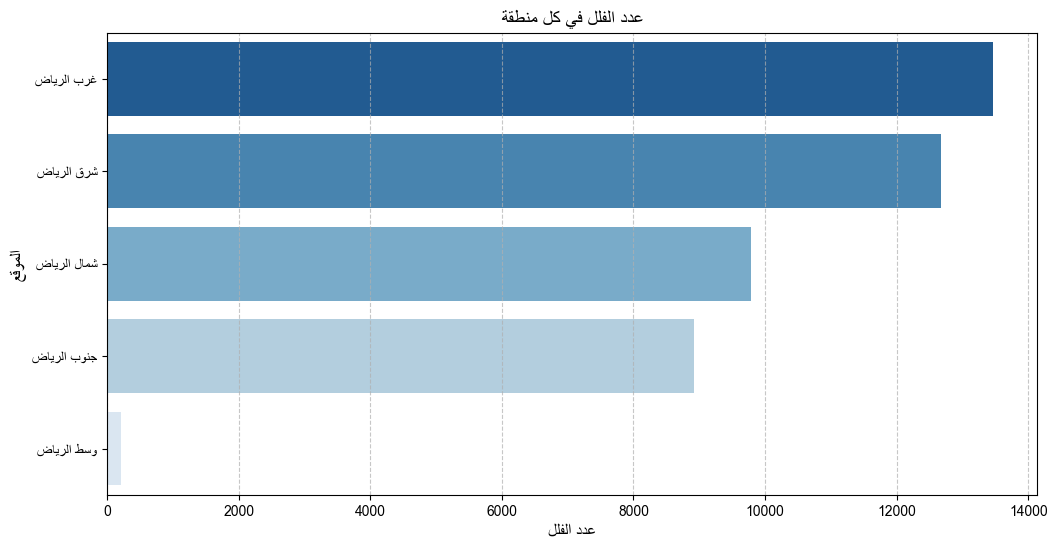 عدد الفلل في كل منطقة
الموقع
غرب الرياض
شرق الرياض
شمال الرياض
جنوب الرياض
وسط الرياض
0 2000 4000 6000 8000 10000 12000 14000
عدد الفلل